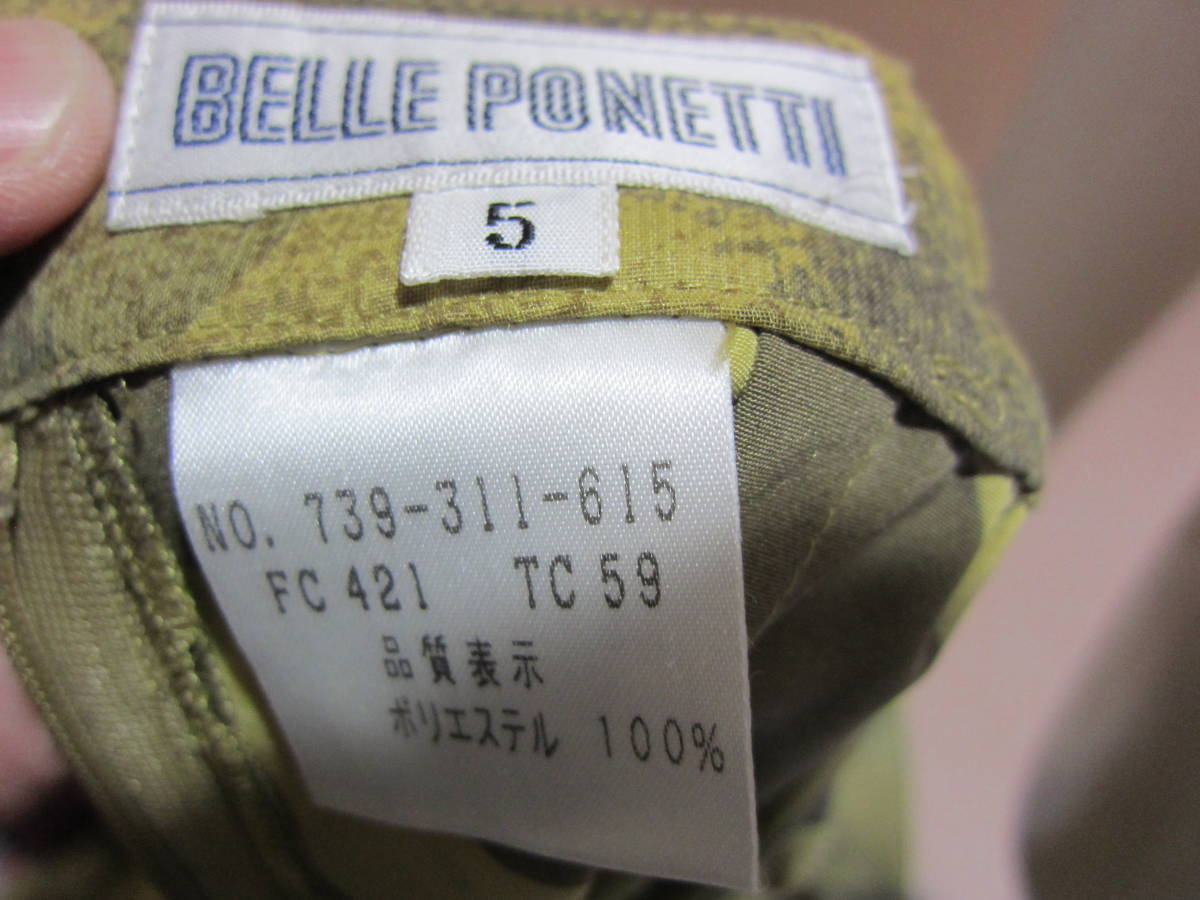 BELLE PONETTI
5
NO. 739-311-615
FC 421 TC 59
品質表示
ポリエステル 100%